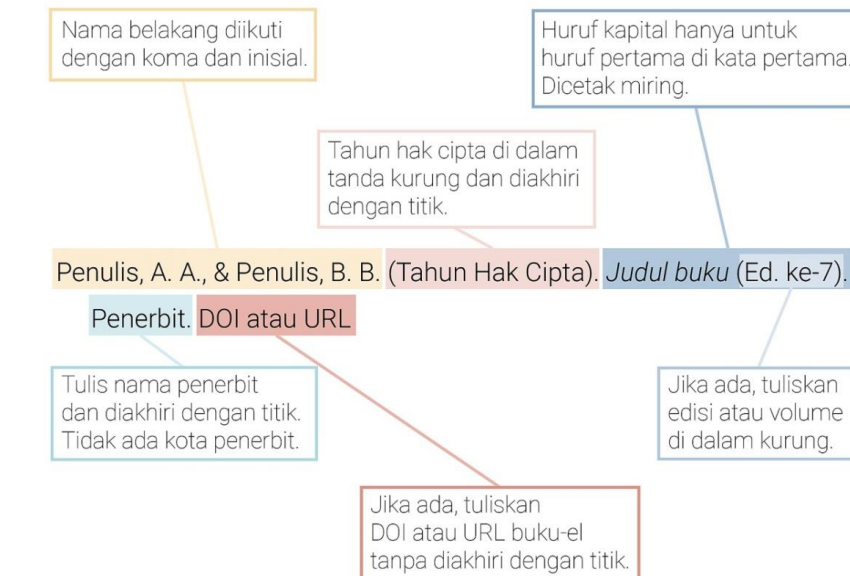 Nama belakang diikuti
dengan koma dan inisial.
Huruf kapital hanya untuk
huruf pertama di kata pertama.
Dicetak miring.
Tahun hak cipta di dalam
tanda kurung dan diakhiri
dengan titik.
Penulis, A. A., & Penulis, B. B. (Tahun Hak Cipta). Judul buku (Ed. ke-7).
Penerbit. DOI atau URL
Tulis nama penerbit
dan diakhiri dengan titik.
Tidak ada kota penerbit.
Jika ada, tuliskan
edisi atau volume
di dalam kurung.
Jika ada, tuliskan
DOI atau URL buku-el
tanpa diakhiri dengan titik.